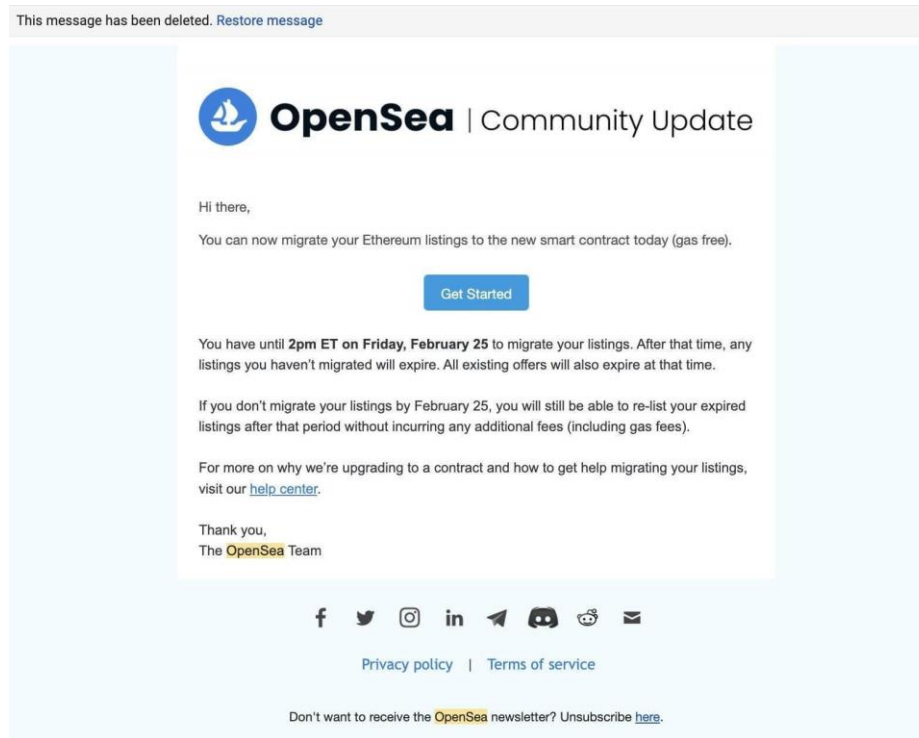 This message has been deleted. Restore message
OpenSea | Community Update
Hi there,
You can now migrate your Ethereum listings to the new smart contract today (gas free).
Get Started
You have until 2pm ET on Friday, February 25 to migrate your listings. After that time, any
listings you haven't migrated will expire. All existing offers will also expire at that time.
If you don't migrate your listings by February 25, you will still be able to re-list your expired
listings after that period without incurring any additional fees (including gas fees).
For more on why we're upgrading to a contract and how to get help migrating your listings,
visit our help center.
Thank you,
The OpenSea Team
Privacy policy | Terms of service
Don't want to receive the OpenSea newsletter? Unsubscribe here.